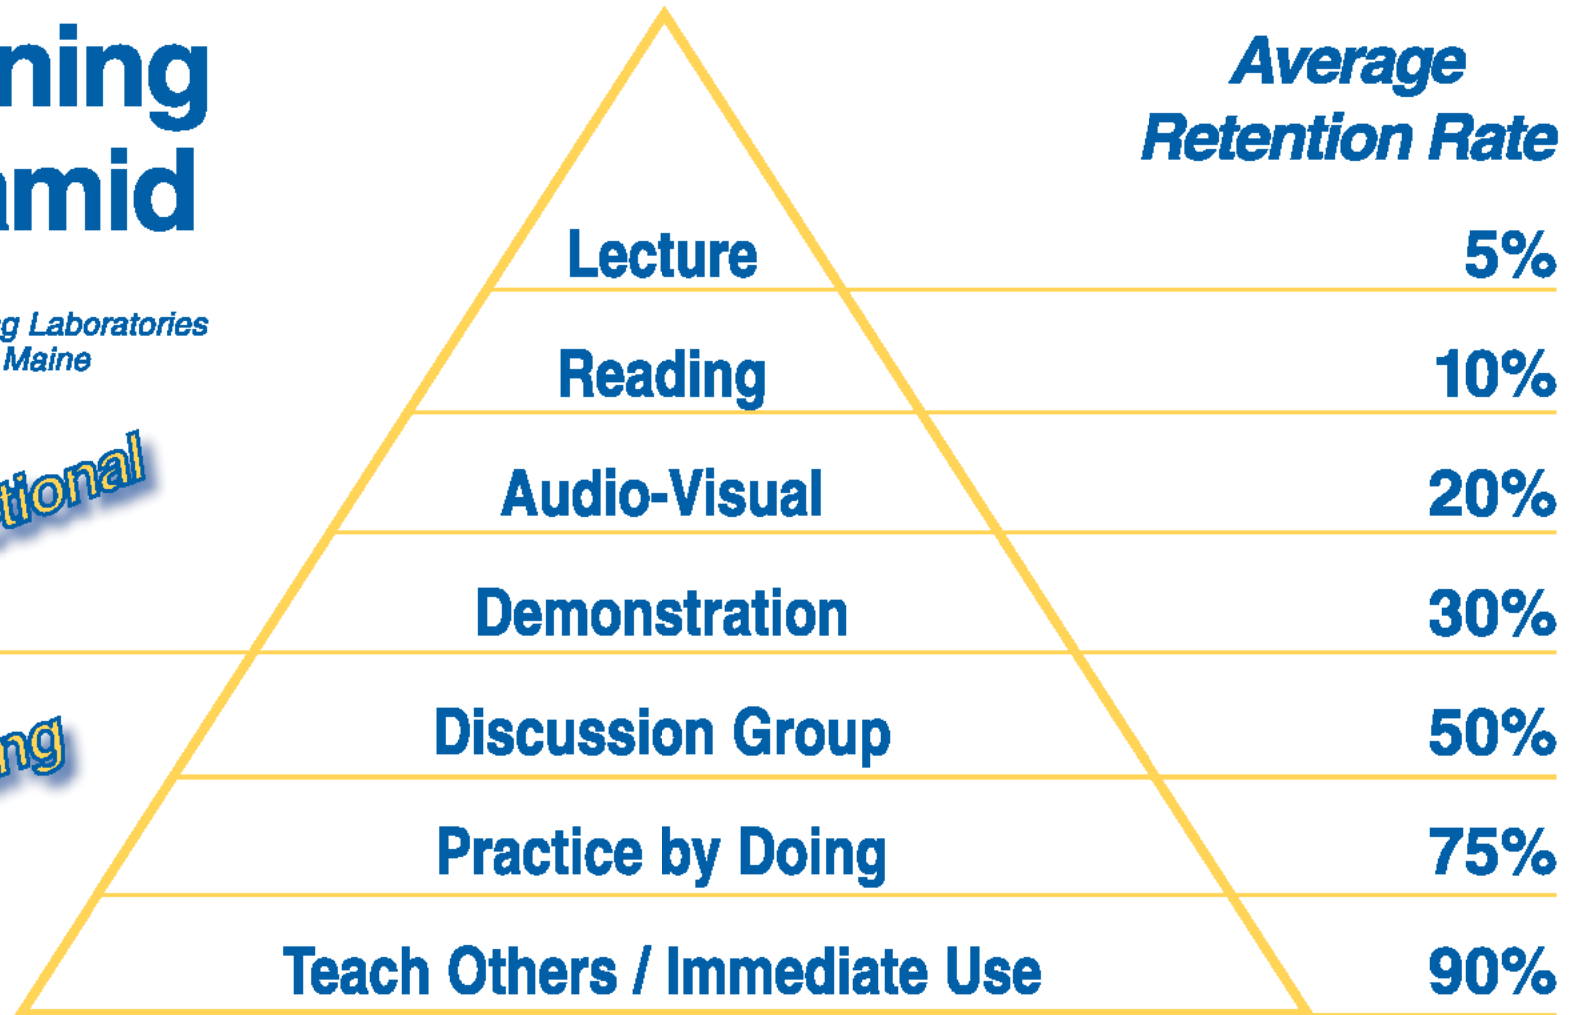 ning
amid
g Laboratories
Maine
tional
ng
Average
Retention Rate
Lecture 5%
Reading 10%
Audio-Visual 20%
Demonstration 30%
Discussion Group 50%
Practice by Doing 75%
Teach Others / Immediate Use 90%